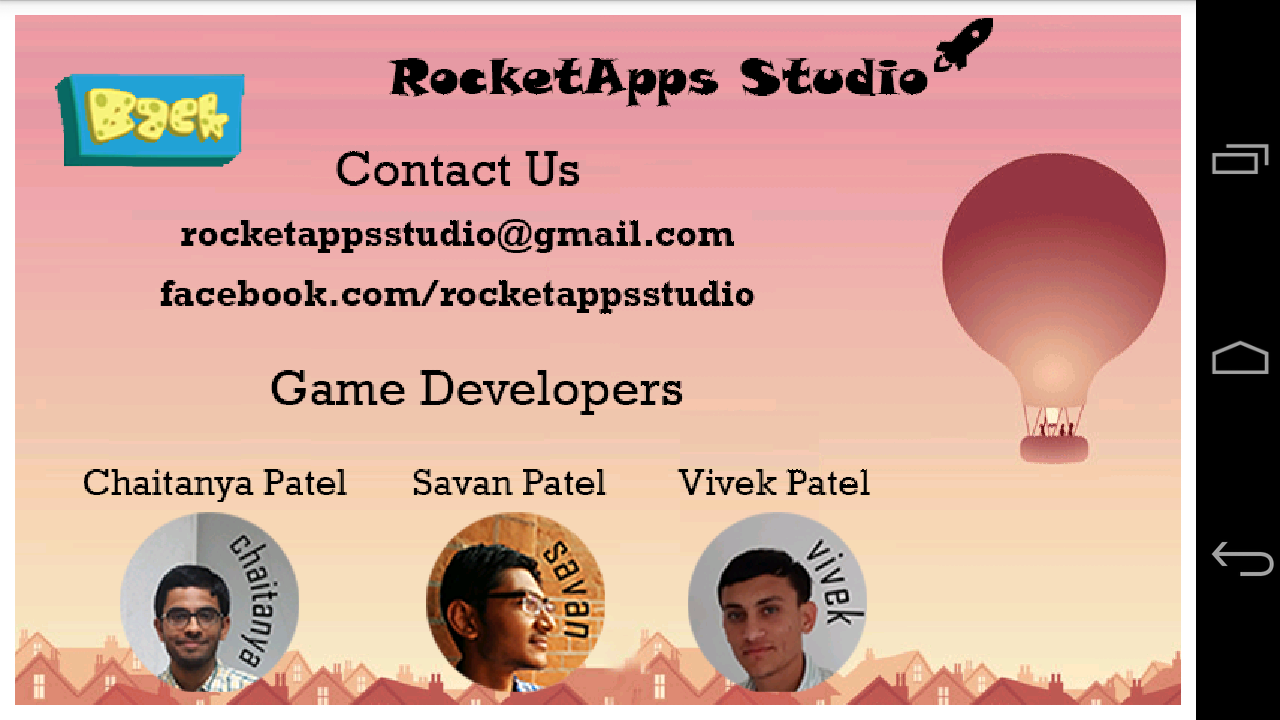 RocketApps Studio
Back
Contact Us
rocketappsstudio@gmail.com
facebook.com/rocketappsstudio
Game Developers
Chaitanya Patel
Savan Patel
Vivek Patel
chaitanya
savan
vivek